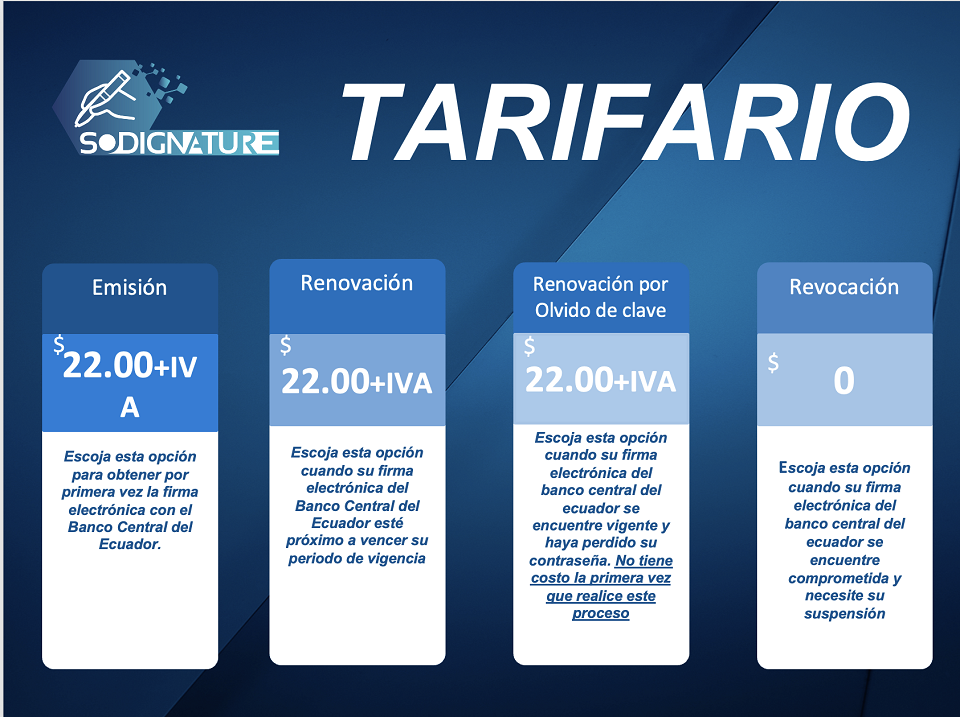 SODIGNATURE
TARIFARIO
Emisión
$
22.00+IV
A
Escoja esta opción
para obtener por
primera vez la firma
electrónica con el
Banco Central del
Ecuador.
Renovación
$
22.00+IVA
Escoja esta opción
cuando su firma
electrónica del
Banco Central del
Ecuador esté
próximo a vencer su
periodo de vigencia
Renovación por
Olvido de clave
$
22.00+IVA
Escoja esta opción
cuando su firma
electrónica del
banco central del
ecuador se
encuentre vigente y
haya perdido su
contraseña. No tiene
costo la primera vez
que realice este
proceso
Revocación
$
0
Escoja esta opción
cuando su firma
electrónica del
banco central del
ecuador se
encuentre
comprometida y
necesite su
suspensión